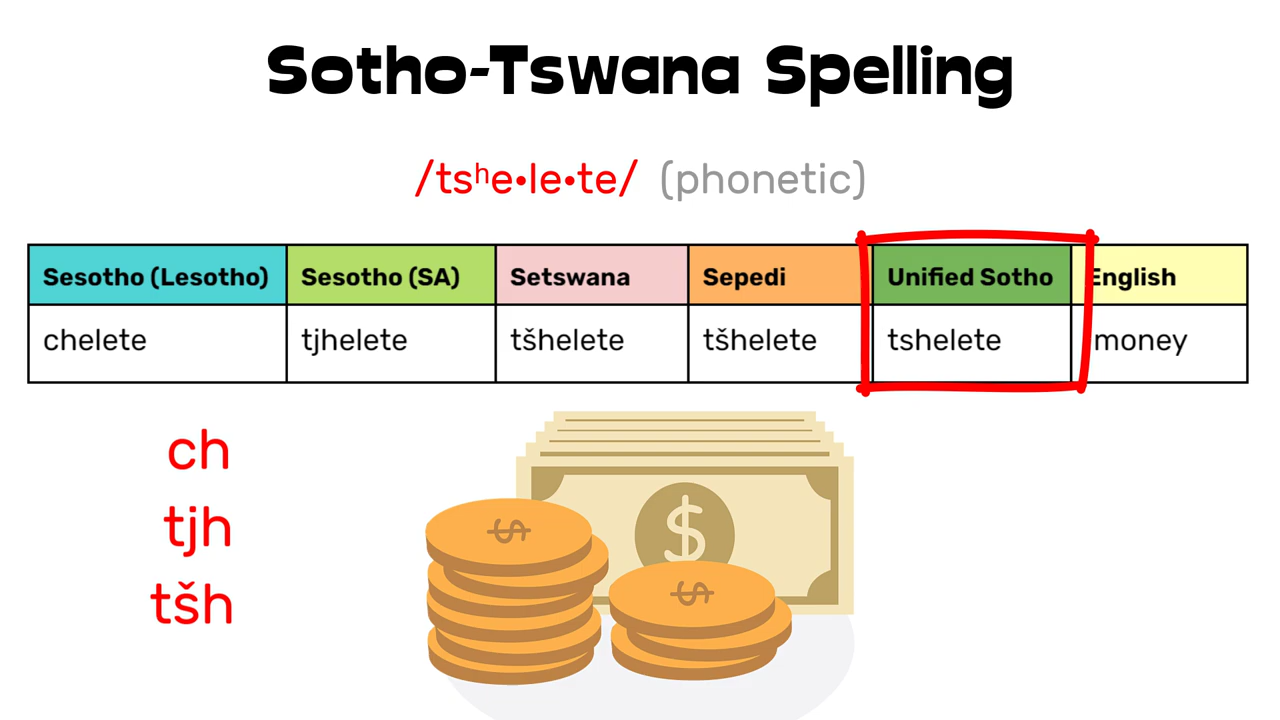 Sotho-Tswana Spelling
/tsʰe•le•te/ (phonetic)
Sesotho (Lesotho) Sesotho (SA) Setswana Sepedi Unified Sotho English
chelete tjhelete tšhelete tšhelete tshelete money
ch
tjh
tšh
$
$
$